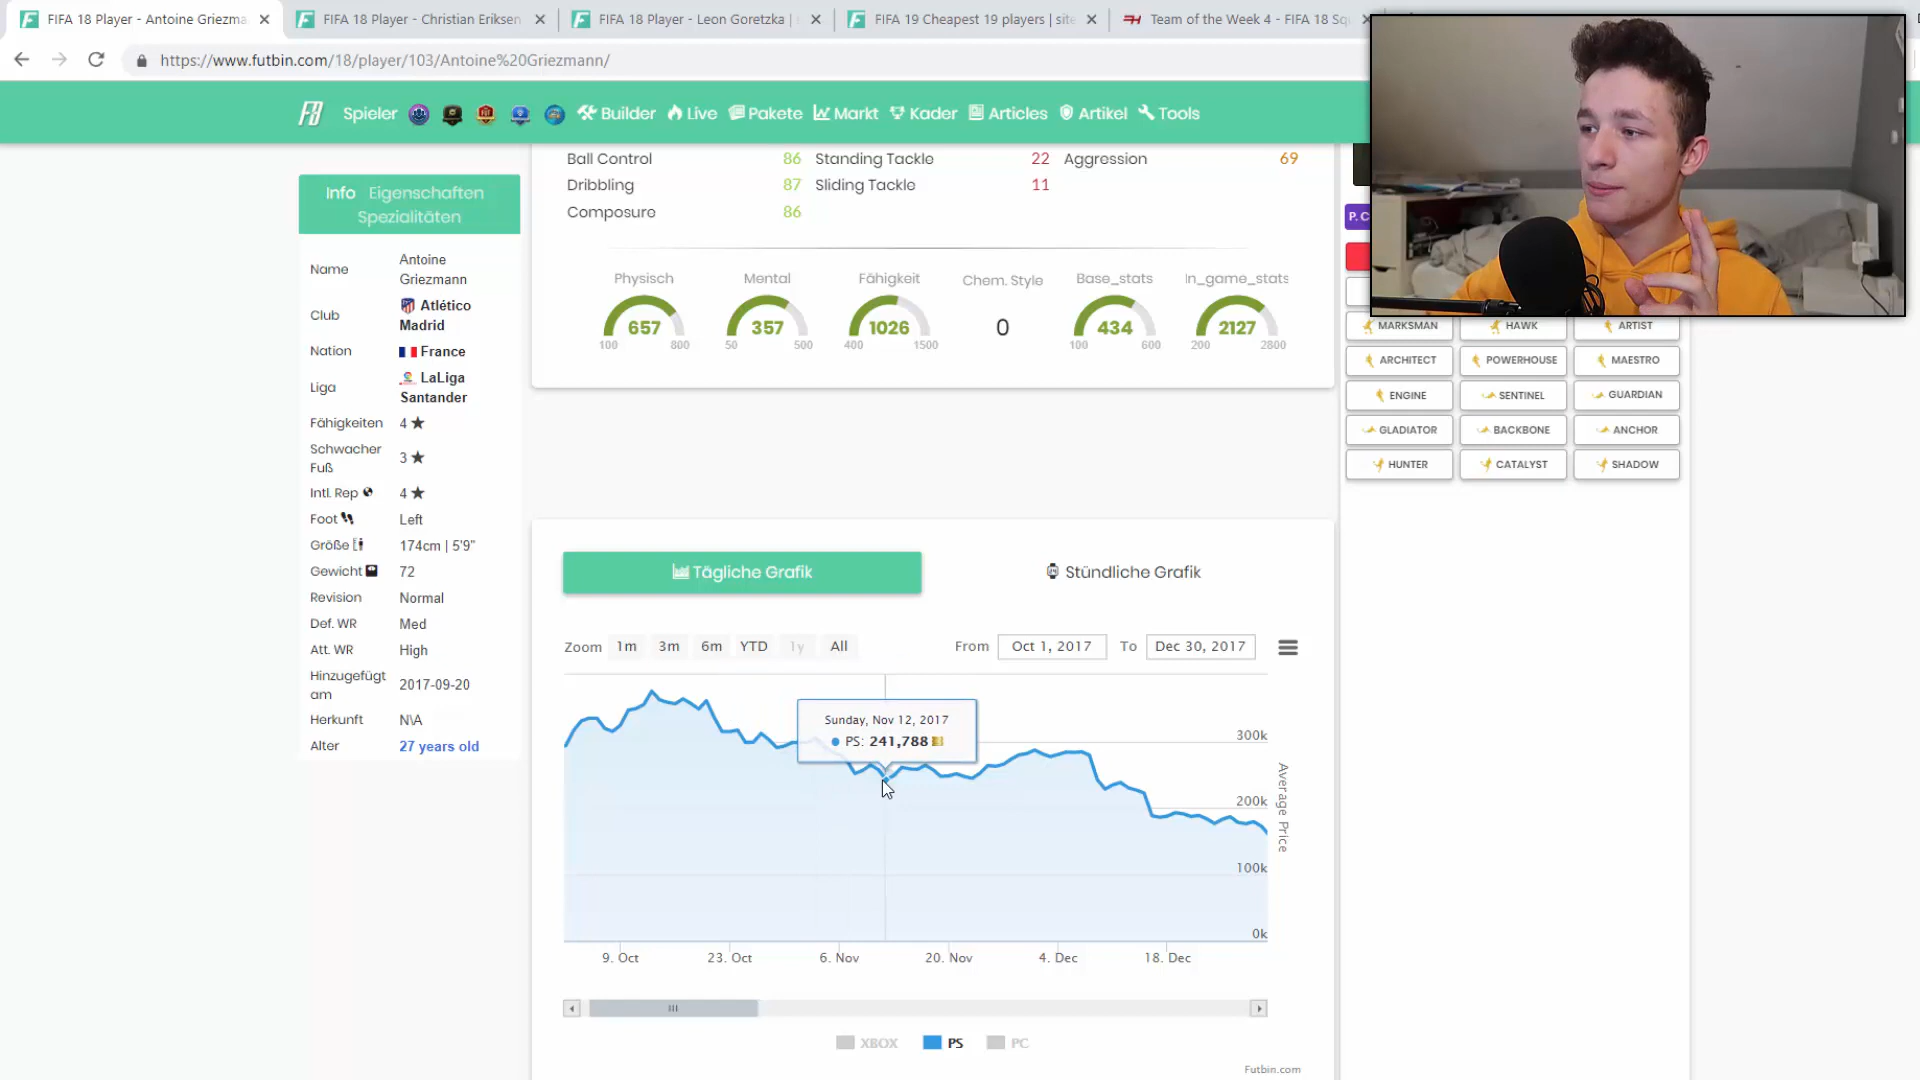 FIFA 18 Player - Antoine Griezma
FIFA 18 Player - Christian Eriksen
FIFA 18 Player - Leon Goretzka | s
FIFA 19 Cheapest 19 players | site
Team of the Week 4 - FIFA 18 Squ
https://www.futbin.com/18/player/103/Antoine%20Griezmann/
Spieler Builder Live Pakete Markt Kader Articles Artikel Tools
Ball Control 86 Standing Tackle 22 Aggression 69
Dribbling 87 Sliding Tackle 11
Composure 86
Info Eigenschaften
Spezialitäten
Name Antoine
Griezmann
Club Atlético
Madrid
Nation France
Liga LaLiga
Santander
Fähigkeiten 4
Schwacher
Fuß 3
Intl. Rep 4
Foot Left
Größe 174cm | 5'9"
Gewicht 72
Revision Normal
Def. WR Med
Att. WR High
Hinzugefügt
am 2017-09-20
Herkunft N\A
Alter 27 years old
Physisch Mental Fähigkeit Chem. Style Base_stats In_game_stats
657 357 1026 0 434 2127
100 800 50 500 400 1500 100 600 200 2800
P. C
MARKSMAN HAWK ARTIST
ARCHITECT POWERHOUSE MAESTRO
ENGINE SENTINEL GUARDIAN
GLADIATOR BACKBONE ANCHOR
HUNTER CATALYST SHADOW
Tägliche Grafik Stündliche Grafik
Zoom 1m 3m 6m YTD 1y All From Oct 1, 2017 To Dec 30, 2017
Sunday, Nov 12, 2017
PS: 241,788
300k
200k
100k
0k
Average Price
9. Oct 23. Oct 6. Nov 20. Nov 4. Dec 18. Dec
XBOX PS PC
Futbin.com